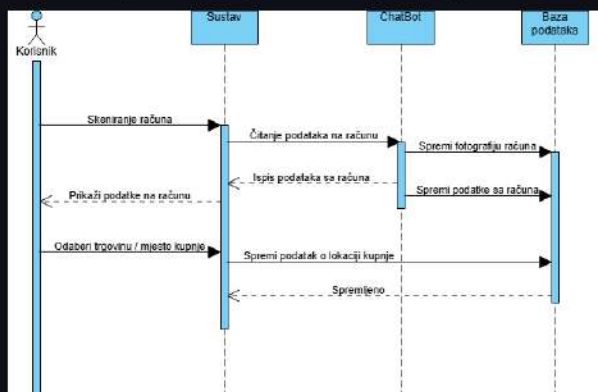 Sustav
ChatBot
Baza
podataka
Korisnik
Skeniranje računa
Čitanje podataka na računu
Spremi fotografiju računa
Ispis podataka sa računa
Prikaži podatke na računu
Spremi podatke sa računa
Odaberi trgovinu / mjesto kupnje
Spremi podatak o lokaciji kupnje
Spremljeno